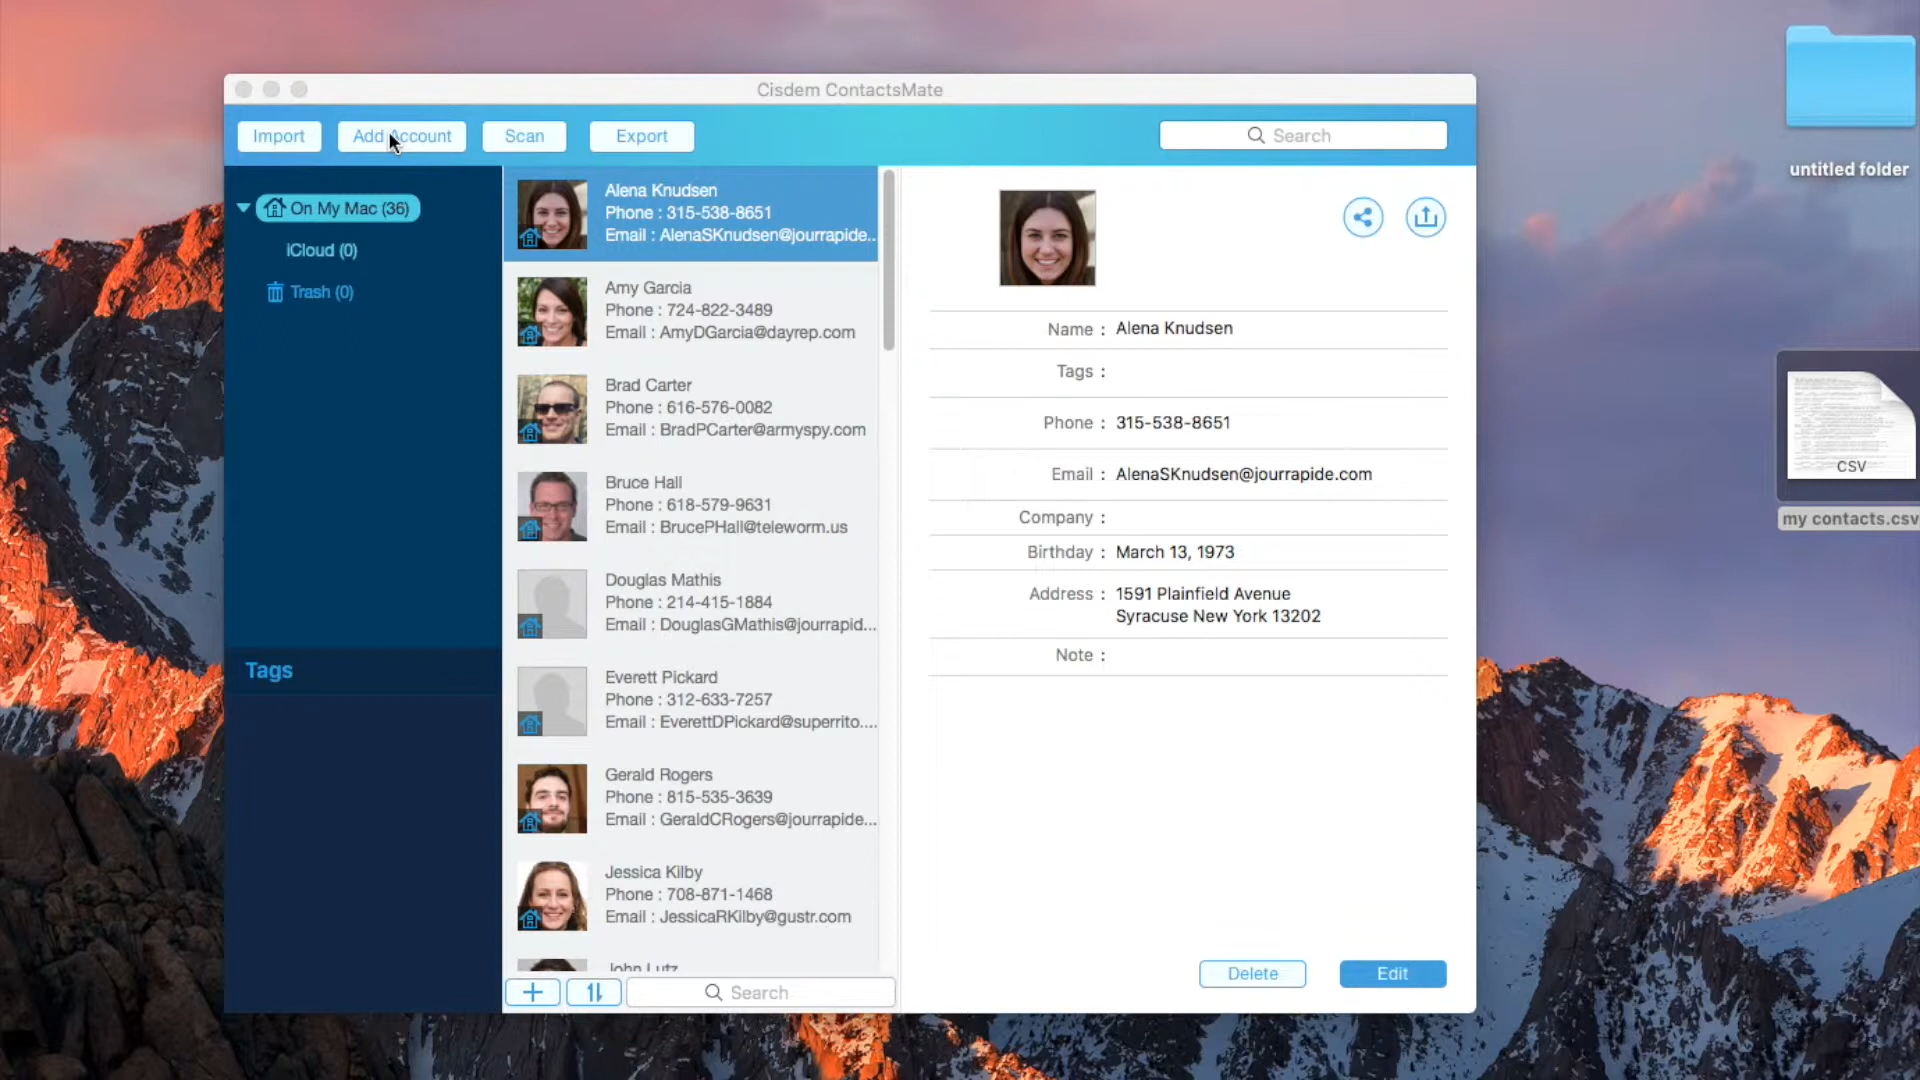 Cisdem ContactsMate
Import
Add Account
Scan
Export
Search
On My Mac (36)
iCloud (0)
Trash (0)
Tags
Alena Knudsen
Phone : 315-538-8651
Email : AlenaSKnudsen@jourrapide...
Amy Garcia
Phone : 724-822-3489
Email : AmyDGarcia@dayrep.com
Brad Carter
Phone : 616-576-0082
Email : BradPCarter@armyspy.com
Bruce Hall
Phone : 618-579-9631
Email : BrucePHall@teleworm.us
Douglas Mathis
Phone : 214-415-1884
Email : DouglasGMathis@jourrapid...
Everett Pickard
Phone : 312-633-7257
Email : EverettDPickard@superrito....
Gerald Rogers
Phone : 815-535-3639
Email : GeraldCRogers@jourrapide...
Jessica Kilby
Phone : 708-871-1468
Email : JessicaRKilby@gustr.com
John Lutz
Search
Name : Alena Knudsen
Tags :
Phone : 315-538-8651
Email : AlenaSKnudsen@jourrapide.com
Company :
Birthday : March 13, 1973
Address : 1591 Plainfield Avenue
Syracuse New York 13202
Note :
Delete
Edit
untitled folder
CSV
my contacts.csv